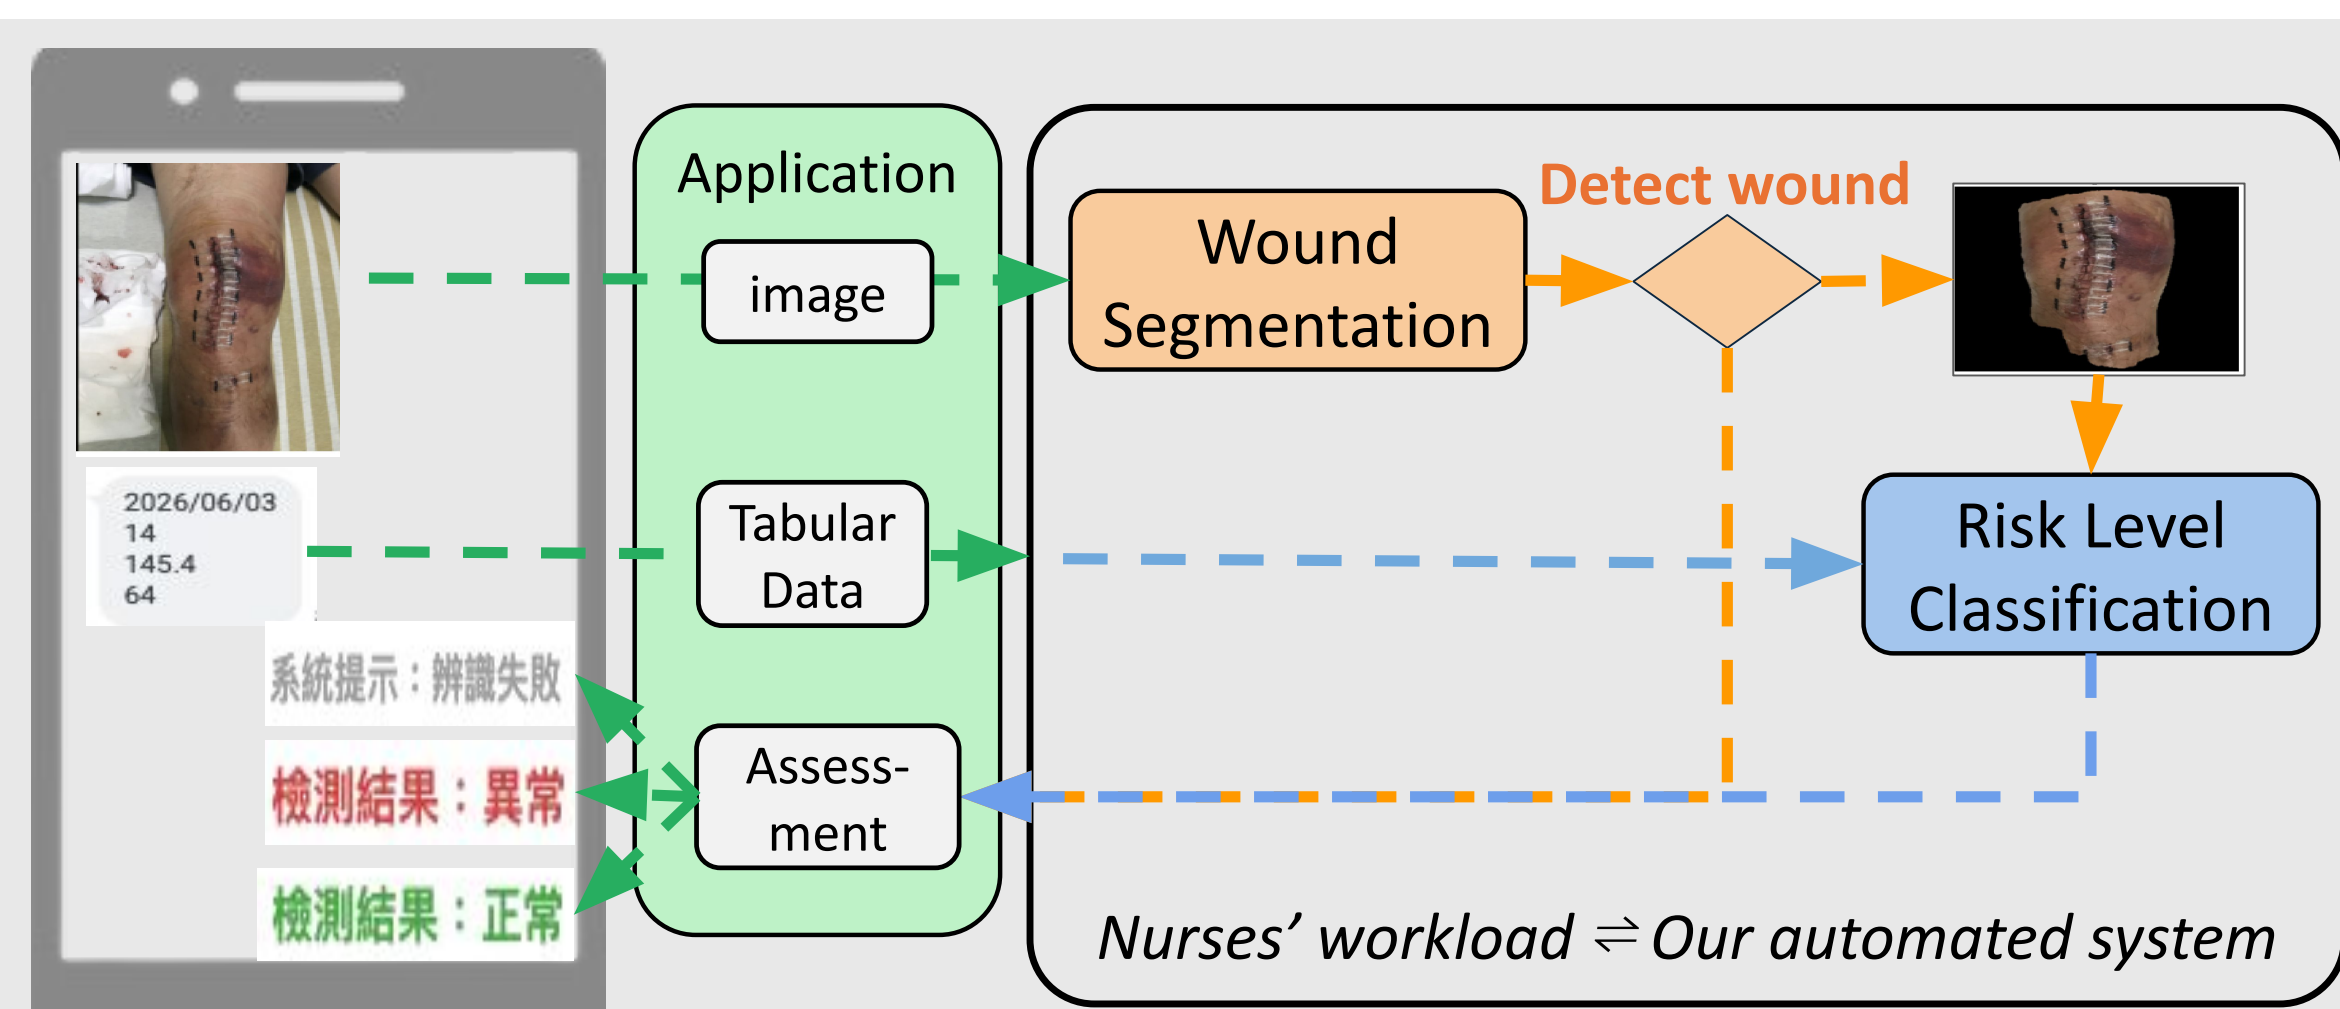 2026/06/03
14
145.4
64
系統提示：辨識失敗
檢測結果：異常
檢測結果：正常
Application
image
Tabular
Data
Assess-
ment
Wound
Segmentation
Detect wound
Risk Level
Classification
Nurses’ workload ⇌ Our automated system